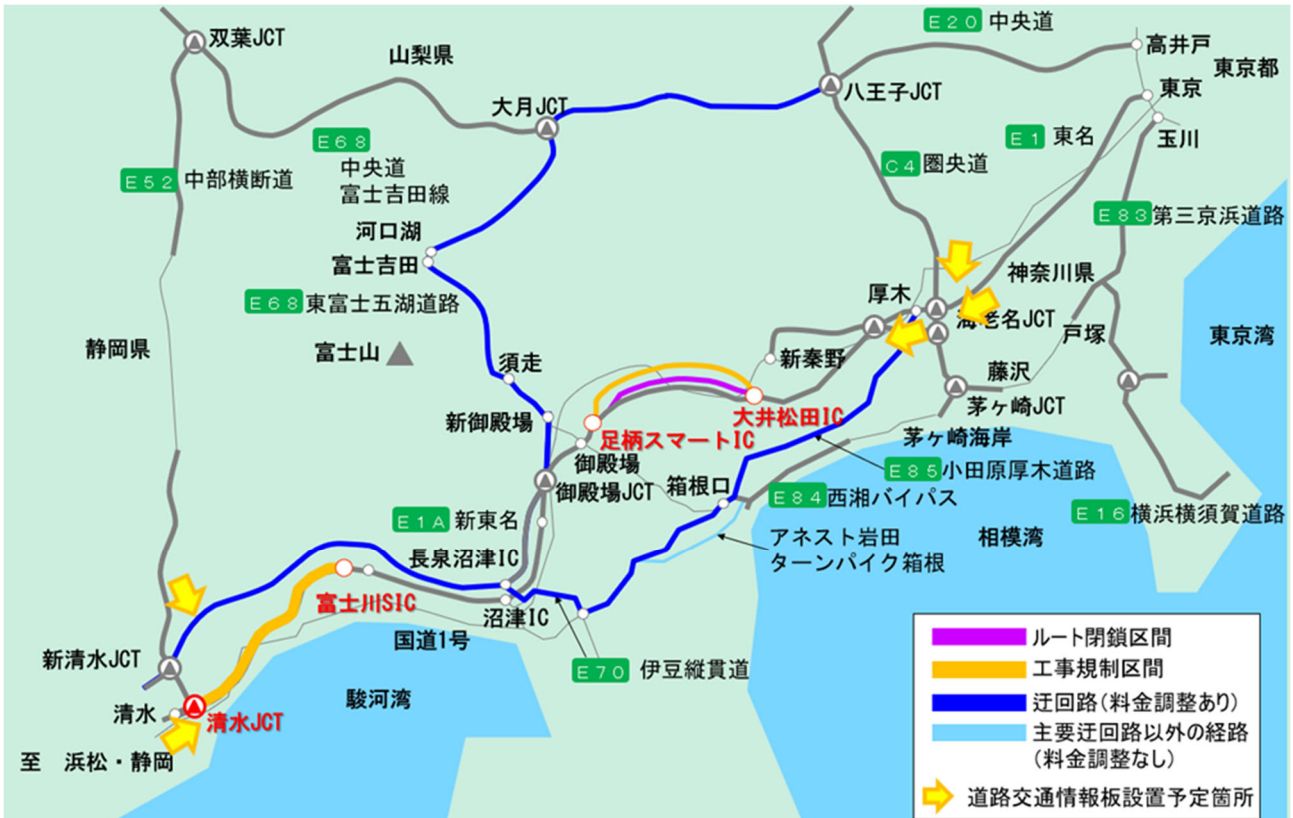 双葉JCT
山梨県
E20 中央道
高井戸
東京都
東京
玉川
八王子JCT
大月JCT
E68
中央道
富士吉田線
E52 中部横断道
E1 東名
C4 圏央道
E83 第三京浜道路
河口湖
富士吉田
E68 東富士五湖道路
静岡県
富士山
須走
新御殿場
厚木
海老名JCT
神奈川県
戸塚
東京湾
新秦野
大井松田IC
足柄スマートIC
藤沢
茅ヶ崎JCT
茅ヶ崎海岸
御殿場
御殿場JCT
箱根口
E85 小田原厚木道路
E84 西湘バイパス
E16 横浜横須賀道路
E1A 新東名
アネスト岩田
ターンパイク箱根
相模湾
長泉沼津IC
富士川SIC
沼津IC
国道1号
E70 伊豆縦貫道
新清水JCT
清水
清水JCT
駿河湾
至 浜松・静岡
ルート閉鎖区間
工事規制区間
迂回路(料金調整あり)
主要迂回路以外の経路
(料金調整なし)
道路交通情報板設置予定箇所